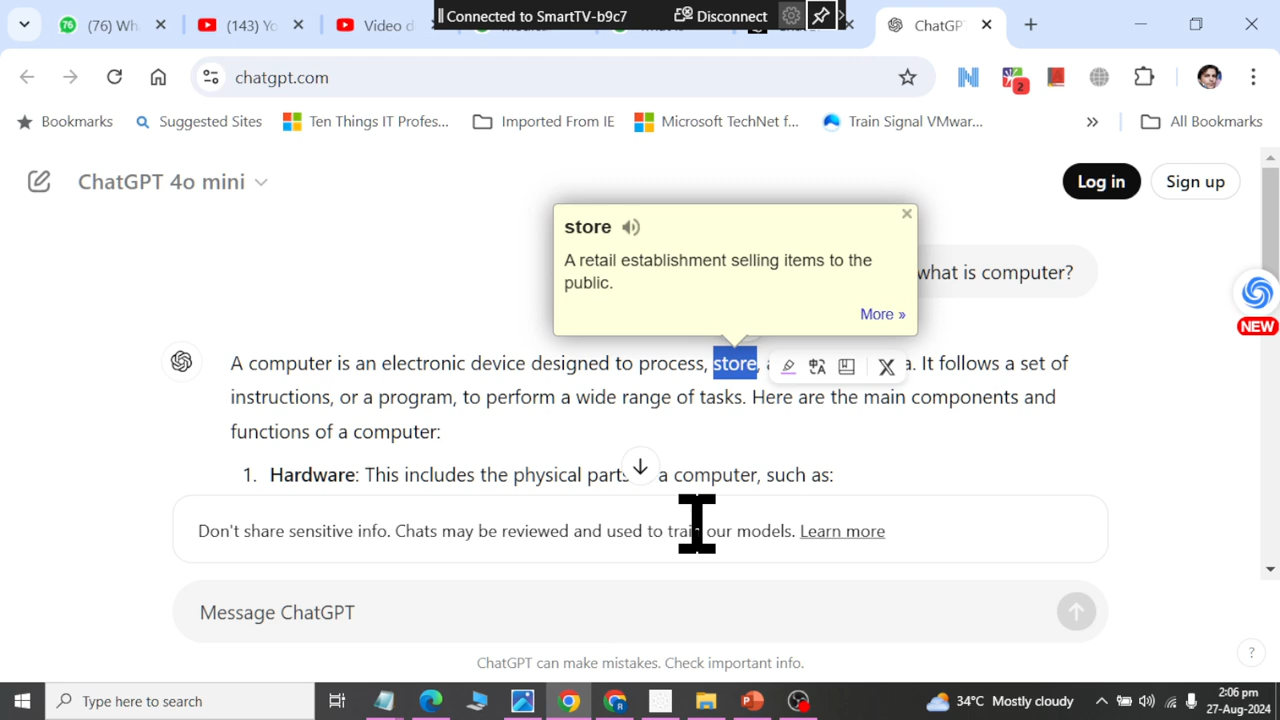 (76) Wha
(143) Yo
Video d
Connected to SmartTV-b9c7
Disconnect
ChatGP
chatgpt.com
2
Bookmarks
Suggested Sites
Ten Things IT Profes...
Imported From IE
Microsoft TechNet f...
Train Signal VMwar...
»
All Bookmarks
ChatGPT 4o mini
Log in
Sign up
store
A retail establishment selling items to the
public.
More »
what is computer?
NEW
A computer is an electronic device designed to process, store, a. It follows a set of
instructions, or a program, to perform a wide range of tasks. Here are the main components and
functions of a computer:
1. Hardware: This includes the physical parts a computer, such as:
Don't share sensitive info. Chats may be reviewed and used to train our models. Learn more
Message ChatGPT
ChatGPT can make mistakes. Check important info.
?
Type here to search
34°C Mostly cloudy
2:06 pm
27-Aug-2024